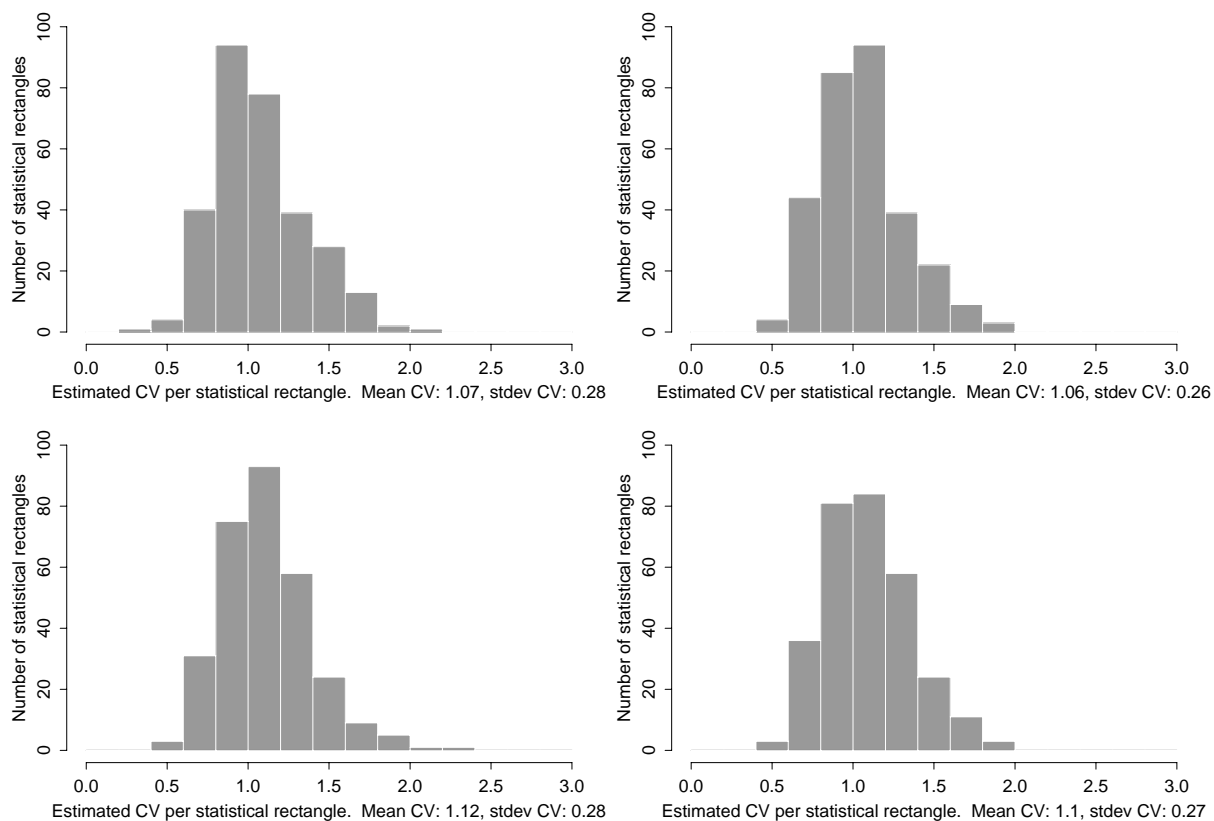 Number of statistical rectangles
100
80
60
40
20
0
0.0 0.5 1.0 1.5 2.0 2.5 3.0
Estimated CV per statistical rectangle. Mean CV: 1.07, stdev CV: 0.28
Number of statistical rectangles
100
80
60
40
20
0
0.0 0.5 1.0 1.5 2.0 2.5 3.0
Estimated CV per statistical rectangle. Mean CV: 1.06, stdev CV: 0.26
Number of statistical rectangles
100
80
60
40
20
0
0.0 0.5 1.0 1.5 2.0 2.5 3.0
Estimated CV per statistical rectangle. Mean CV: 1.12, stdev CV: 0.28
Number of statistical rectangles
100
80
60
40
20
0
0.0 0.5 1.0 1.5 2.0 2.5 3.0
Estimated CV per statistical rectangle. Mean CV: 1.1, stdev CV: 0.27